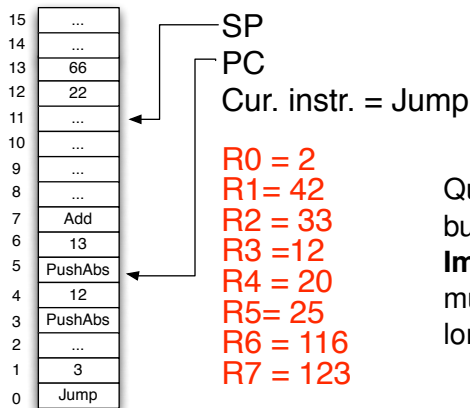 15 ...
14 ...
13 66
12 22
11 ...
10 ...
9 ...
8 ...
7 Add
6 13
5 PushAbs
4 12
3 PushAbs
2 ...
1 3
0 Jump
SP
PC
Cur. instr. = Jump
R0 = 2
R1= 42
R2 = 33
R3 =12
R4 = 20
R5= 25
R6 = 116
R7 = 123